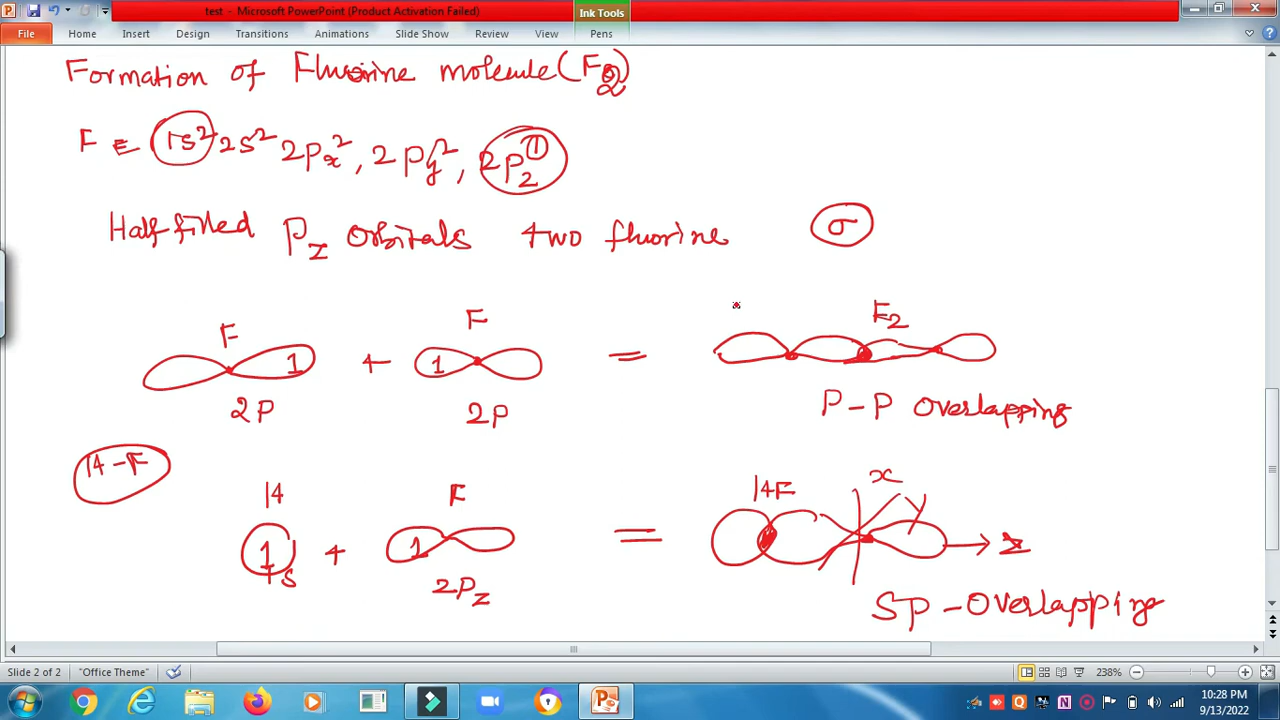 test - Microsoft PowerPoint (Product Activation Failed)
Ink Tools
File Home Insert Design Transitions Animations Slide Show Review View Pens
Formation of Fluorine molecule (F2)
F = 1s² 2s² 2px², 2py², 2pz¹
Half filled Pz orbitals two fluorine σ
F + F = F2
1 1
2P 2P P-P Overlapping
H-F
H F HF x
1 + 1 = y z
1s 2Pz
SP-Overlapping
Slide 2 of 2 "Office Theme" 238%
10:28 PM
9/13/2022